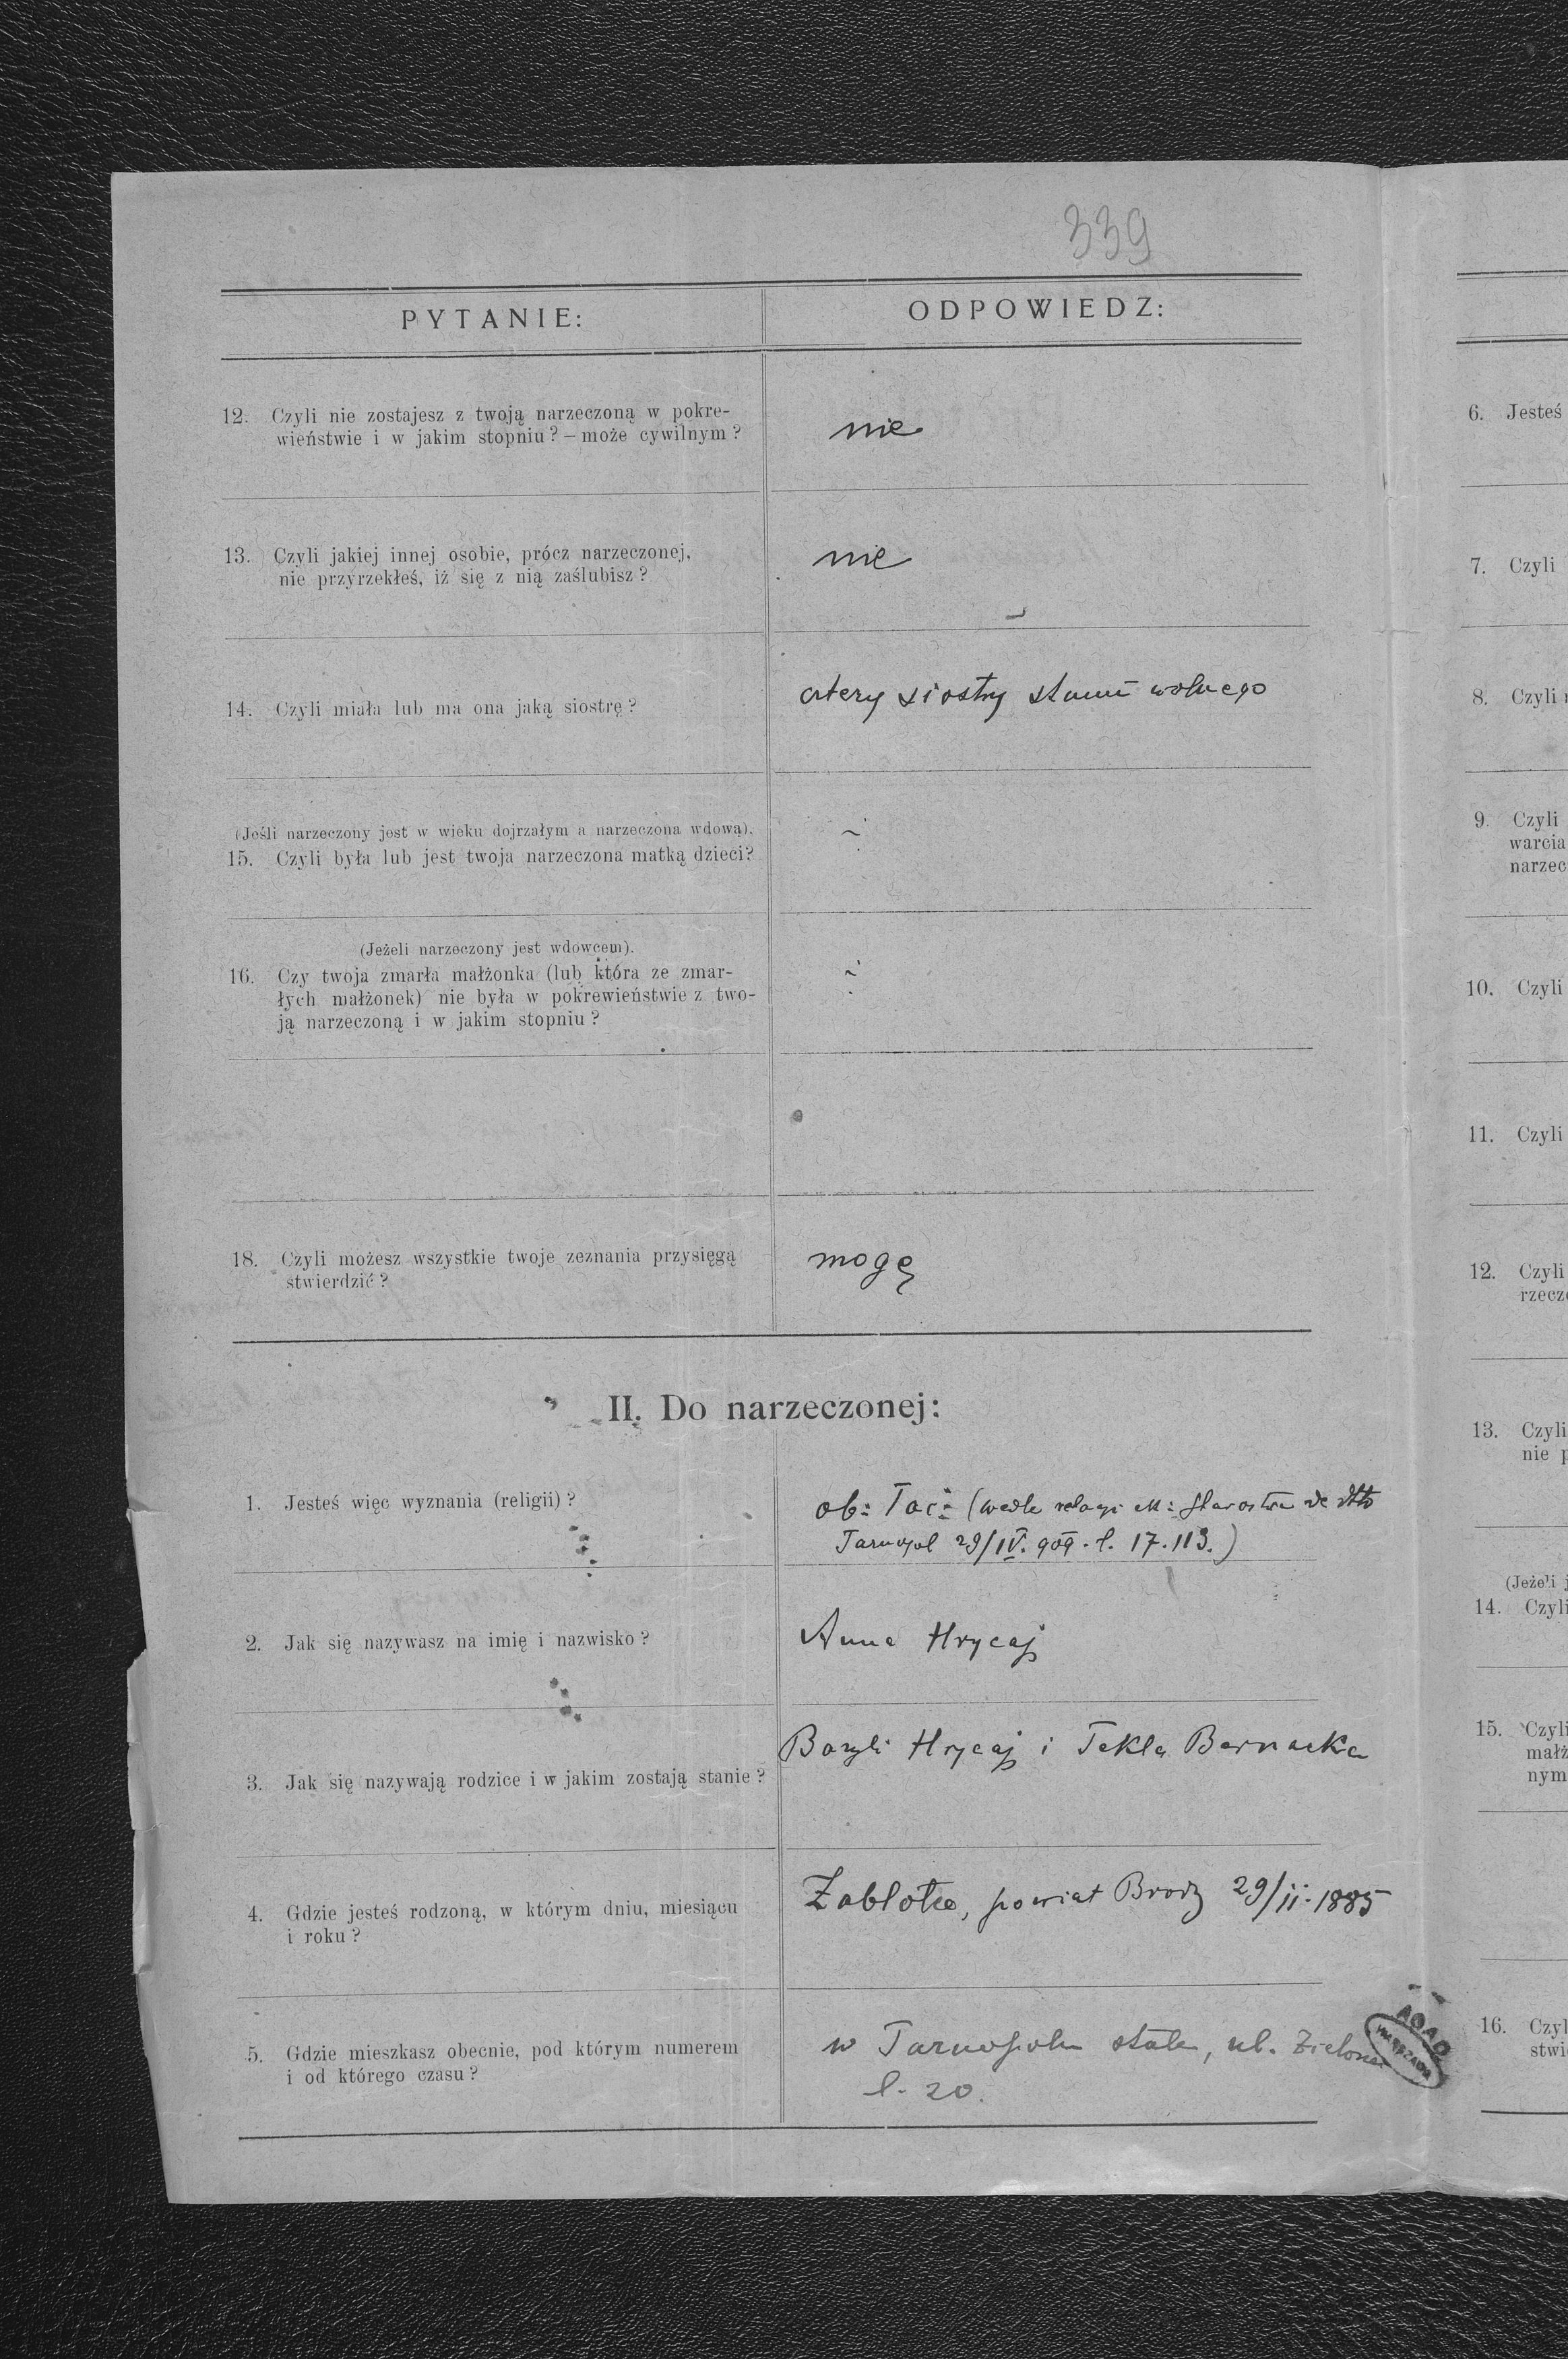 339
PYTANIE:
ODPOWIEDZ:
12. Czyli nie zostajesz z twoją narzeczoną w pokre-
wieństwie i w jakim stopniu? – może cywilnym?
nie
13. Czyli jakiej innej osobie, prócz narzeczonej,
nie przyrzekłeś, iż się z nią zaślubisz?
nie
14. Czyli miała lub ma ona jaką siostrę?
cztery siostry stanu wolnego
(Jeśli narzeczony jest w wieku dojrzałym a narzeczona wdową).
15. Czyli była lub jest twoja narzeczona matką dzieci?
(Jeżeli narzeczony jest wdowcem).
16. Czy twoja zmarła małżonka (lub która ze zmar-
łych małżonek) nie była w pokrewieństwie z two-
ją narzeczoną i w jakim stopniu?
18. Czyli możesz wszystkie twoje zeznania przysięgą
stwierdzić?
mogę
II. Do narzeczonej:
1. Jesteś więc wyznania (religii)?
ob: łac: (wedle Starostwa de dtto
Tarnopol 29/IV. 909. l. 17.113.)
2. Jak się nazywasz na imię i nazwisko?
Anna Hrycaj
3. Jak się nazywają rodzice i w jakim zostają stanie?
Bazyli Hrycaj i Tekla
4. Gdzie jesteś rodzoną, w którym dniu, miesiącu
i roku?
Zabłotce, powiat Brody 29/11. 1885
5. Gdzie mieszkasz obecnie, pod którym numerem
i od którego czasu?
w Tarnopolu stale, ul. Zielona
l. 20.
AGAD
WARSZAWA
6. Jesteś
7. Czyli
8. Czyli
9. Czyli
warcia
narzec
10. Czyli
11. Czyli
12. Czyli
rzecz
13. Czyli
nie p
(Jeżeli j
14. Czyli
15. Czyli
małż
nym
16. Czyl
stwi